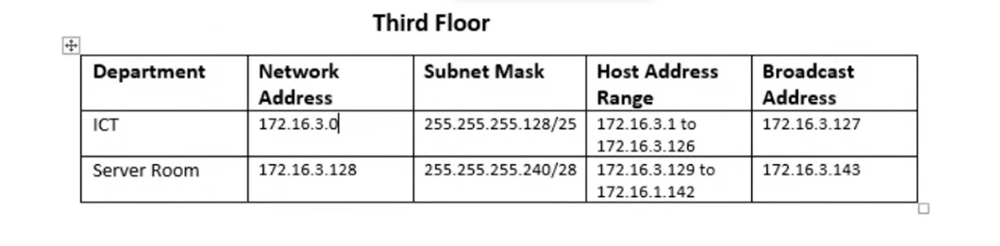 Third Floor
Department
Network
Address
Subnet Mask
Host Address
Range
Broadcast
Address
ICT
172.16.3.0
255.255.255.128/25
172.16.3.1 to
172.16.3.126
172.16.3.127
Server Room
172.16.3.128
255.255.255.240/28
172.16.3.129 to
172.16.1.142
172.16.3.143